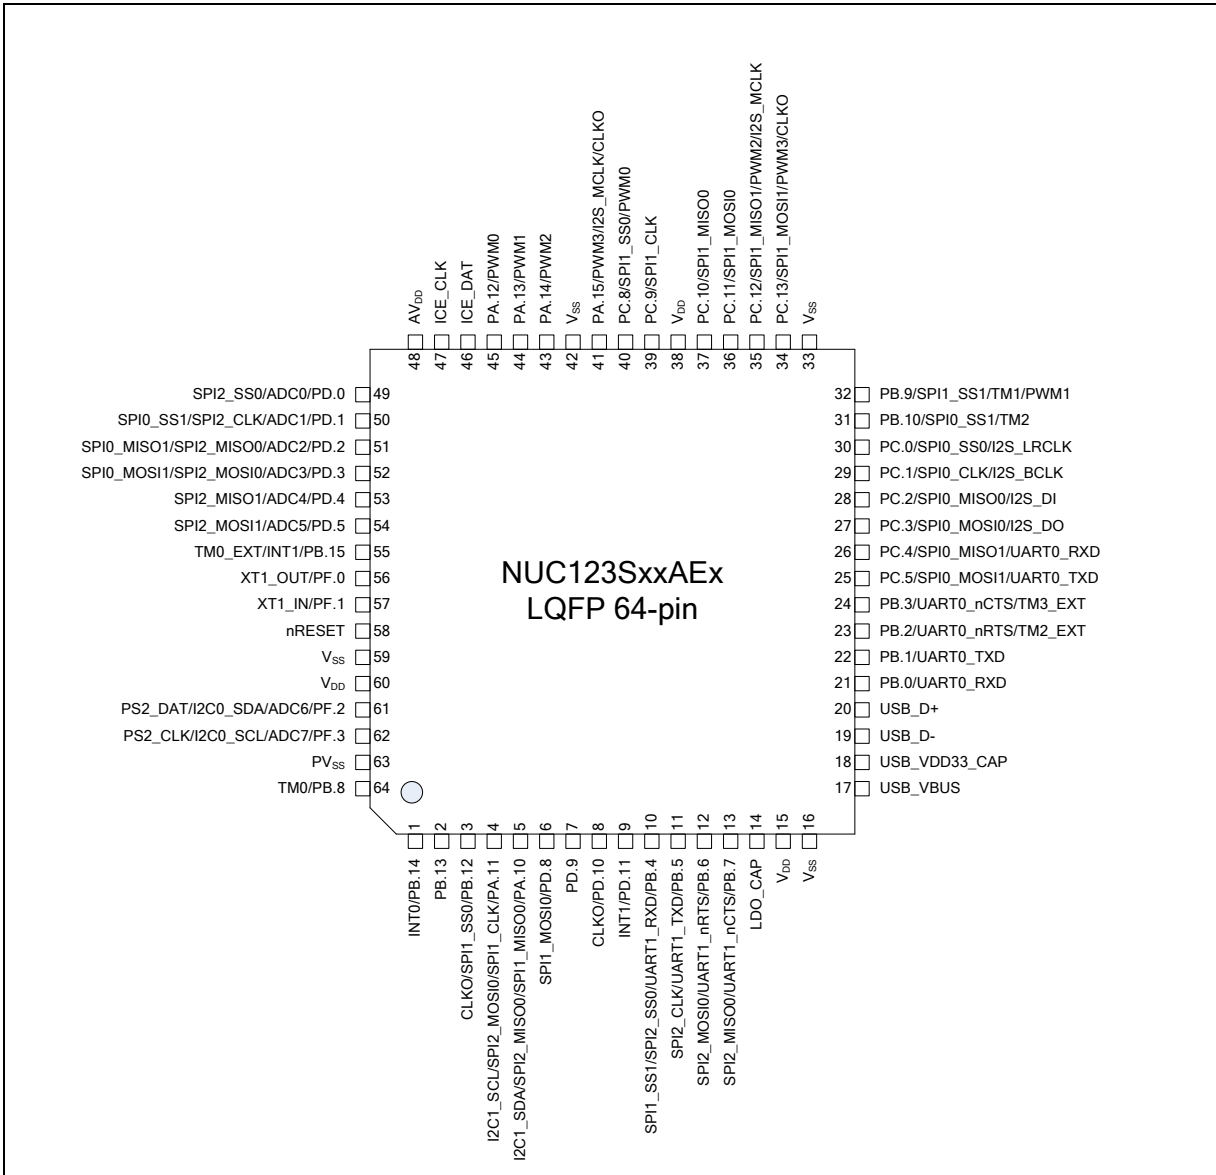 AVDD
ICE_CLK
ICE_DAT
PA.12/PWM0
PA.13/PWM1
PA.14/PWM2
VSS
PA.15/PWM3/I2S_MCLK/CLKO
PC.8/SPI1_SS0/PWM0
PC.9/SPI1_CLK
VDD
PC.10/SPI1_MISO0
PC.11/SPI1_MOSI0
PC.12/SPI1_MISO1/PWM2/I2S_MCLK
PC.13/SPI1_MOSI1/PWM3/CLKO
VSS
48
47
46
45
44
43
42
41
40
39
38
37
36
35
34
33
SPI2_SS0/ADC0/PD.0 49
SPI0_SS1/SPI2_CLK/ADC1/PD.1 50
SPI0_MISO1/SPI2_MISO0/ADC2/PD.2 51
SPI0_MOSI1/SPI2_MOSI0/ADC3/PD.3 52
SPI2_MISO1/ADC4/PD.4 53
SPI2_MOSI1/ADC5/PD.5 54
TM0_EXT/INT1/PB.15 55
XT1_OUT/PF.0 56
XT1_IN/PF.1 57
nRESET 58
VSS 59
VDD 60
PS2_DAT/I2C0_SDA/ADC6/PF.2 61
PS2_CLK/I2C0_SCL/ADC7/PF.3 62
PVSS 63
TM0/PB.8 64
NUC123SxxAEx
LQFP 64-pin
32 PB.9/SPI1_SS1/TM1/PWM1
31 PB.10/SPI0_SS1/TM2
30 PC.0/SPI0_SS0/I2S_LRCLK
29 PC.1/SPI0_CLK/I2S_BCLK
28 PC.2/SPI0_MISO0/I2S_DI
27 PC.3/SPI0_MOSI0/I2S_DO
26 PC.4/SPI0_MISO1/UART0_RXD
25 PC.5/SPI0_MOSI1/UART0_TXD
24 PB.3/UART0_nCTS/TM3_EXT
23 PB.2/UART0_nRTS/TM2_EXT
22 PB.1/UART0_TXD
21 PB.0/UART0_RXD
20 USB_D+
19 USB_D-
18 USB_VDD33_CAP
17 USB_VBUS
1
2
3
4
5
6
7
8
9
10
11
12
13
14
15
16
INT0/PB.14
PB.13
CLKO/SPI1_SS0/PB.12
I2C1_SCL/SPI2_MOSI0/SPI1_CLK/PA.11
I2C1_SDA/SPI2_MISO0/SPI1_MISO0/PA.10
SPI1_MOSI0/PD.8
PD.9
CLKO/PD.10
INT1/PD.11
SPI1_SS1/SPI2_SS0/UART1_RXD/PB.4
SPI2_CLK/UART1_TXD/PB.5
SPI2_MOSI0/UART1_nRTS/PB.6
SPI2_MISO0/UART1_nCTS/PB.7
LDO_CAP
VDD
VSS